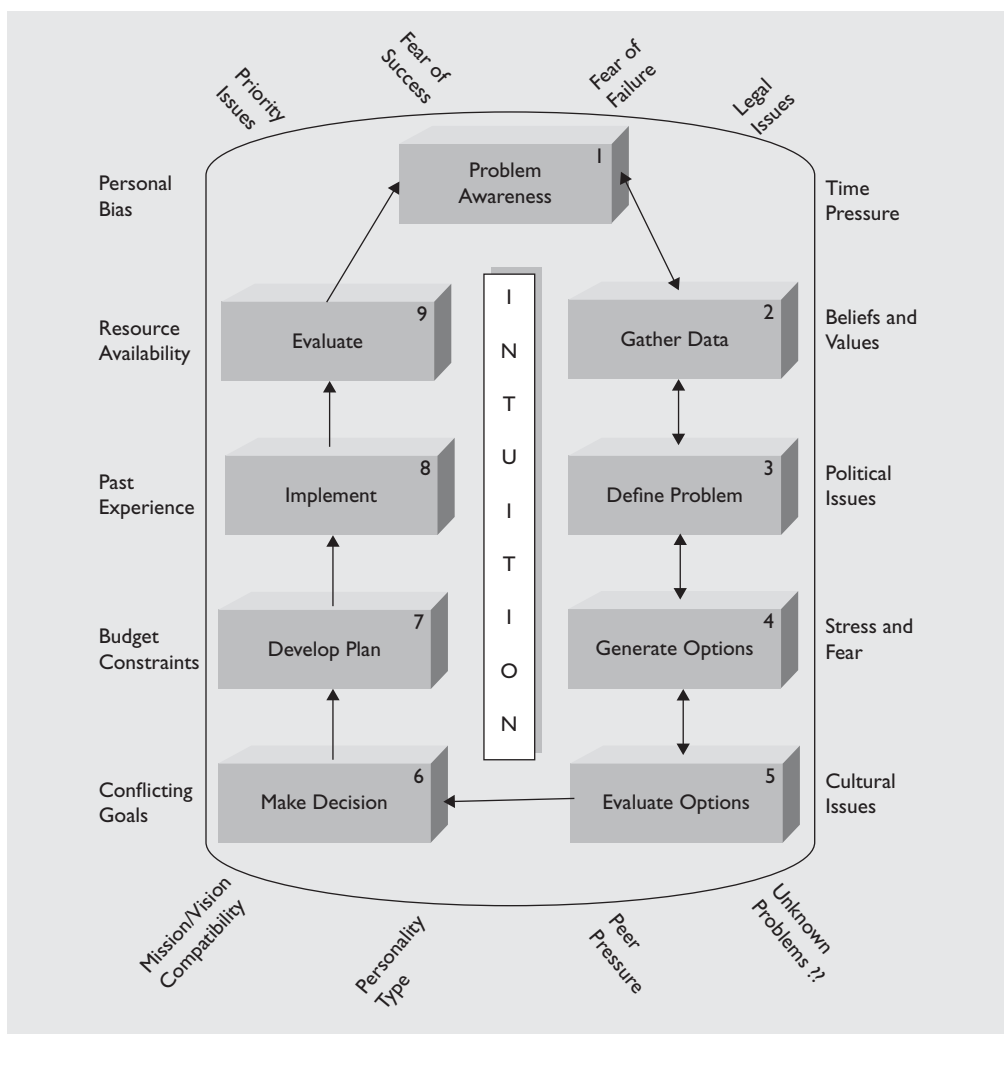 Priority
Issues
Fear of
Success
Fear of
Failure
Legal
Issues
1
Problem
Awareness
Personal
Bias
Time
Pressure
9
Evaluate
2
Gather Data
Resource
Availability
Beliefs and
Values
8
Implement
3
Define Problem
Past
Experience
Political
Issues
7
Develop Plan
4
Generate Options
Budget
Constraints
Stress and
Fear
6
Make Decision
5
Evaluate Options
Conflicting
Goals
Cultural
Issues
I
N
T
U
I
T
I
O
N
Mission/Vision
Compatibility
Personality
Type
Peer
Pressure
Unknown
Problems ??